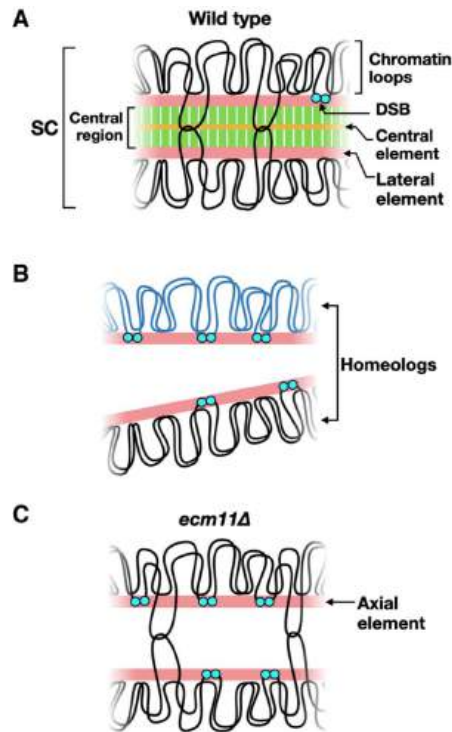 A
Wild type
Chromatin
loops
DSB
SC
Central
region
Central
element
Lateral
element
B
Homeologs
C
ecm11Δ
Axial
element